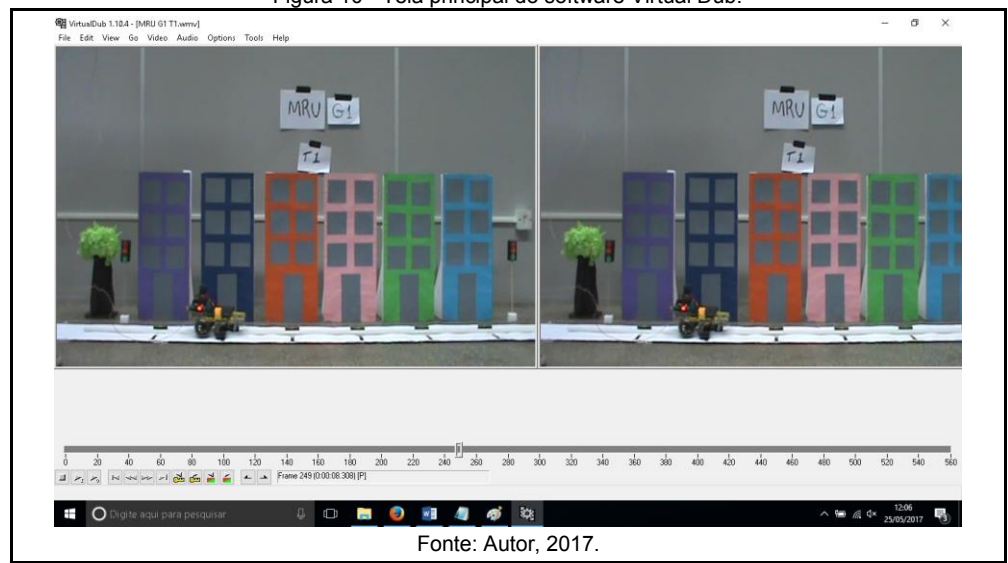 Figura 10 - Tela principal do software Virtual Dub.
VirtualDub 1.10.4 - [MRU G1 T1.wmv]
File Edit View Go Video Audio Options Tools Help
MRU G1 MRU G1
T1 T1
0 20 40 60 80 100 120 140 160 180 200 220 240 260 280 300 320 340 360 380 400 420 440 460 480 500 520 540 560
Frame 249 (0:00:08.308) [P]
Digite aqui para pesquisar
12:06
25/05/2017
Fonte: Autor, 2017.